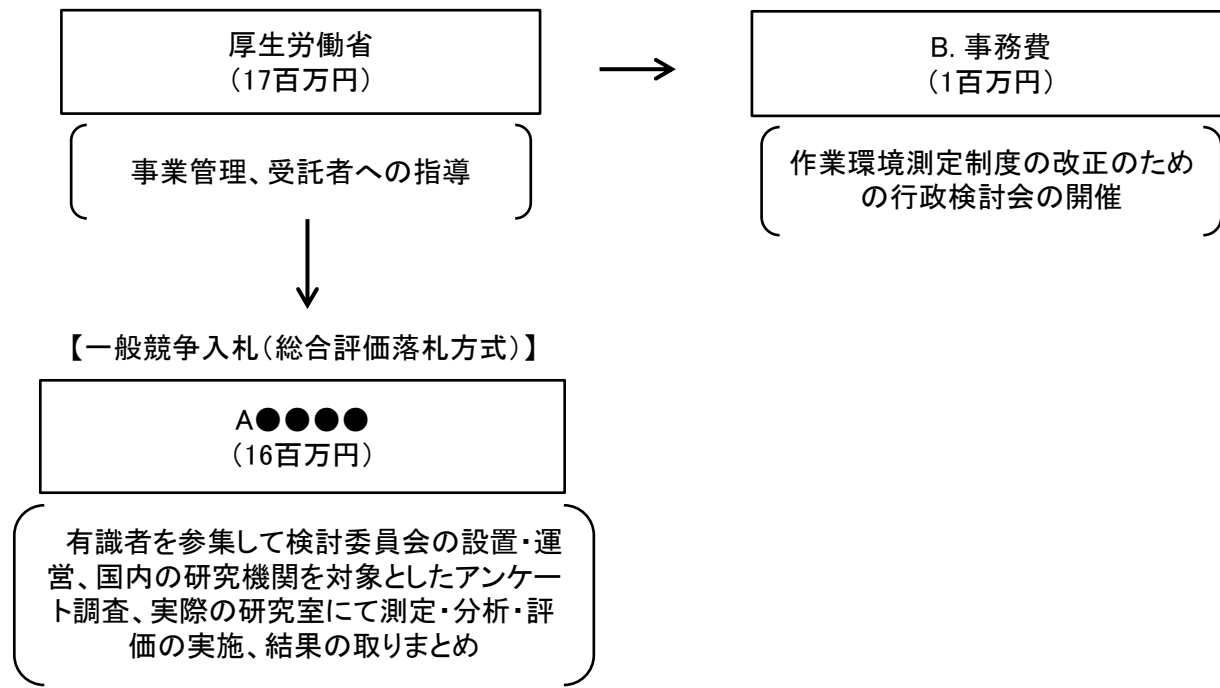 厚生労働省
（17百万円）
事業管理、受託者への指導
B. 事務費
（1百万円）
作業環境測定制度の改正のため
の行政検討会の開催
【一般競争入札（総合評価落札方式）】
A●●●●
（16百万円）
有識者を参集して検討委員会の設置・運
営、国内の研究機関を対象としたアンケー
ト調査、実際の研究室にて測定・分析・評
価の実施、結果の取りまとめ